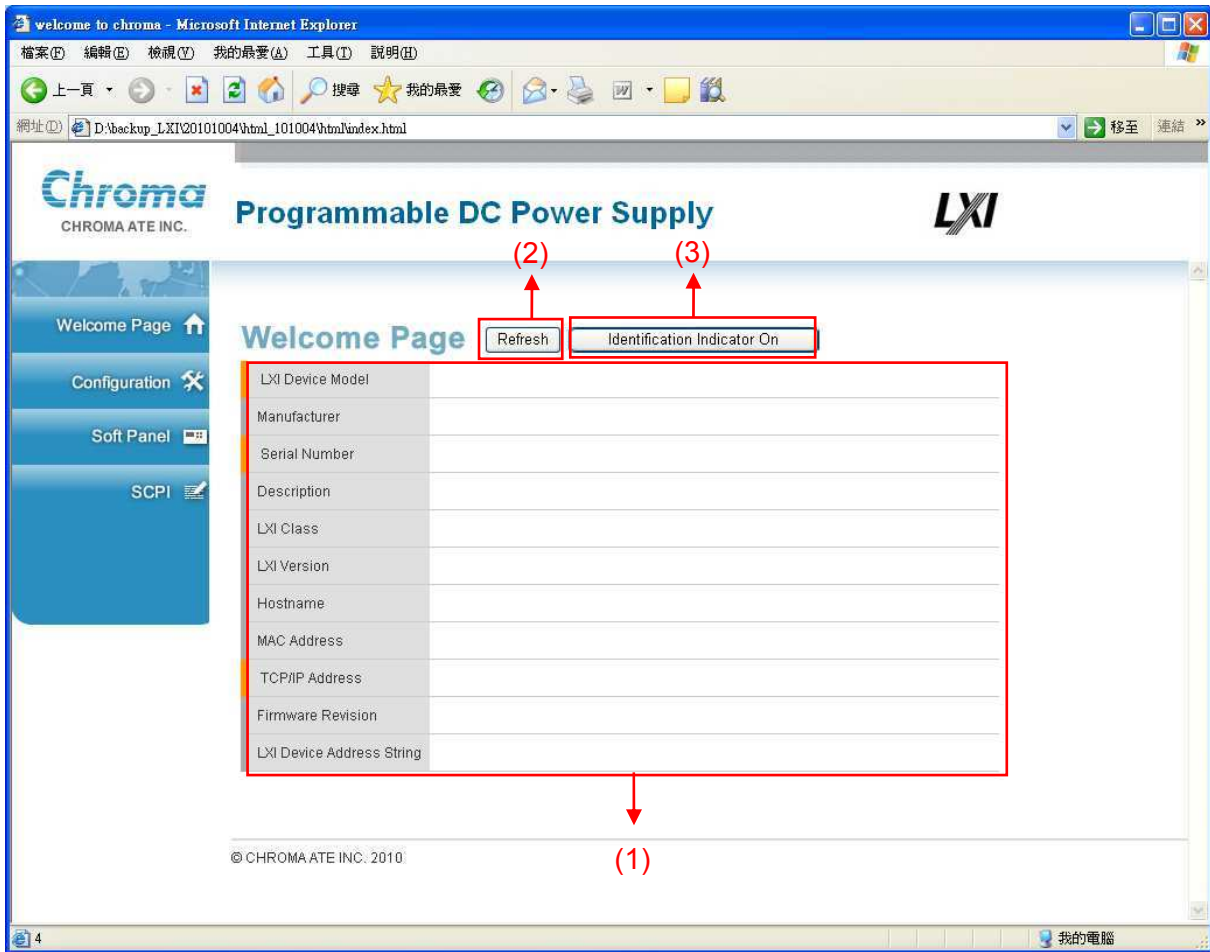 welcome to chroma - Microsoft Internet Explorer
檔案(F) 編輯(E) 檢視(V) 我的最愛(A) 工具(T) 說明(H)
上一頁 搜尋 我的最愛
網址(D) D:\backup_LXI\20101004\html_101004\html\index.html 移至 連結 »
Chroma
CHROMA ATE INC.
Programmable DC Power Supply
LXI
(2) (3)
Welcome Page
Configuration
Soft Panel
SCPI
Welcome Page Refresh Identification Indicator On
LXI Device Model
Manufacturer
Serial Number
Description
LXI Class
LXI Version
Hostname
MAC Address
TCP/IP Address
Firmware Revision
LXI Device Address String
(1)
© CHROMA ATE INC. 2010
4 我的電腦